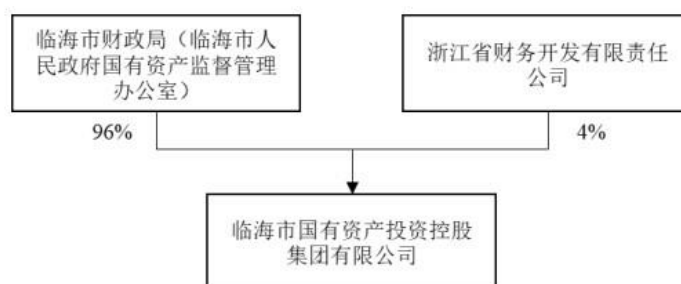 临海市财政局（临海市人
民政府国有资产监督管理
办公室）
浙江省财务开发有限责任
公司
96%
4%
临海市国有资产投资控股
集团有限公司